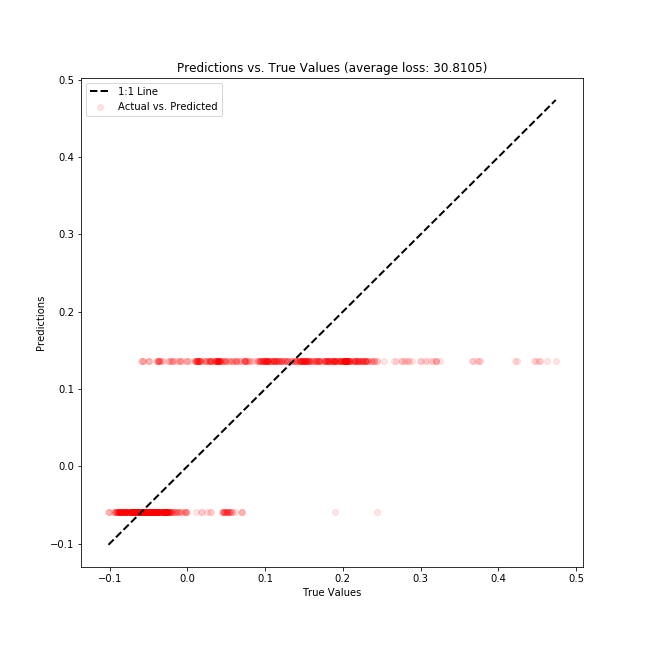 Predictions vs. True Values (average loss: 30.8105)
1:1 Line
Actual vs. Predicted
0.5
0.4
0.3
0.2
0.1
0.0
−0.1
Predictions
−0.1 0.0 0.1 0.2 0.3 0.4 0.5
True Values